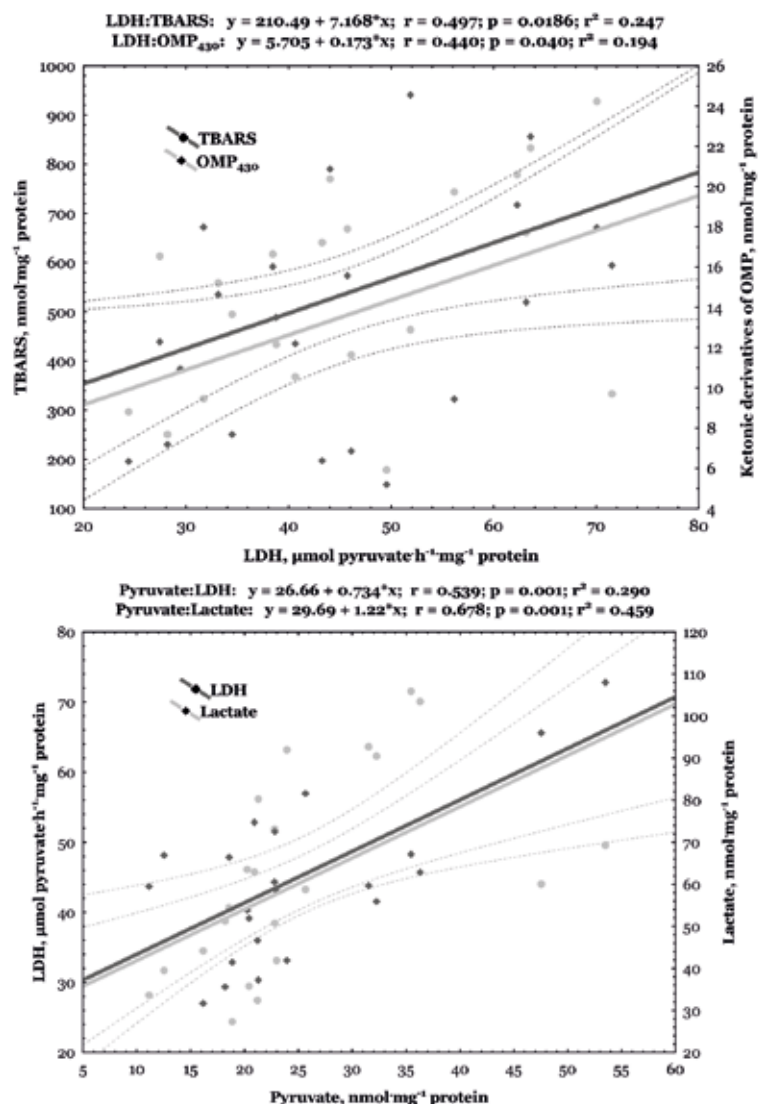 LDH:TBARS: y = 210.49 + 7.168*x; r = 0.497; p = 0.0186; r² = 0.247
LDH:OMP₄₃₀: y = 5.705 + 0.173*x; r = 0.440; p = 0.040; r² = 0.194
TBARS
OMP₄₃₀
TBARS, nmol·mg⁻¹ protein
1000
900
800
700
600
500
400
300
200
100
26
24
22
20
18
16
14
12
10
8
6
4
Ketonic derivatives of OMP, nmol·mg⁻¹ protein
20 30 40 50 60 70 80
LDH, µmol pyruvate·h⁻¹·mg⁻¹ protein
Pyruvate:LDH: y = 26.66 + 0.734*x; r = 0.539; p = 0.001; r² = 0.290
Pyruvate:Lactate: y = 29.69 + 1.22*x; r = 0.678; p = 0.001; r² = 0.459
LDH
Lactate
LDH, µmol pyruvate·h⁻¹·mg⁻¹ protein
80
70
60
50
40
30
20
120
110
100
90
80
70
60
50
40
30
20
Lactate, nmol·mg⁻¹ protein
5 10 15 20 25 30 35 40 45 50 55 60
Pyruvate, nmol·mg⁻¹ protein